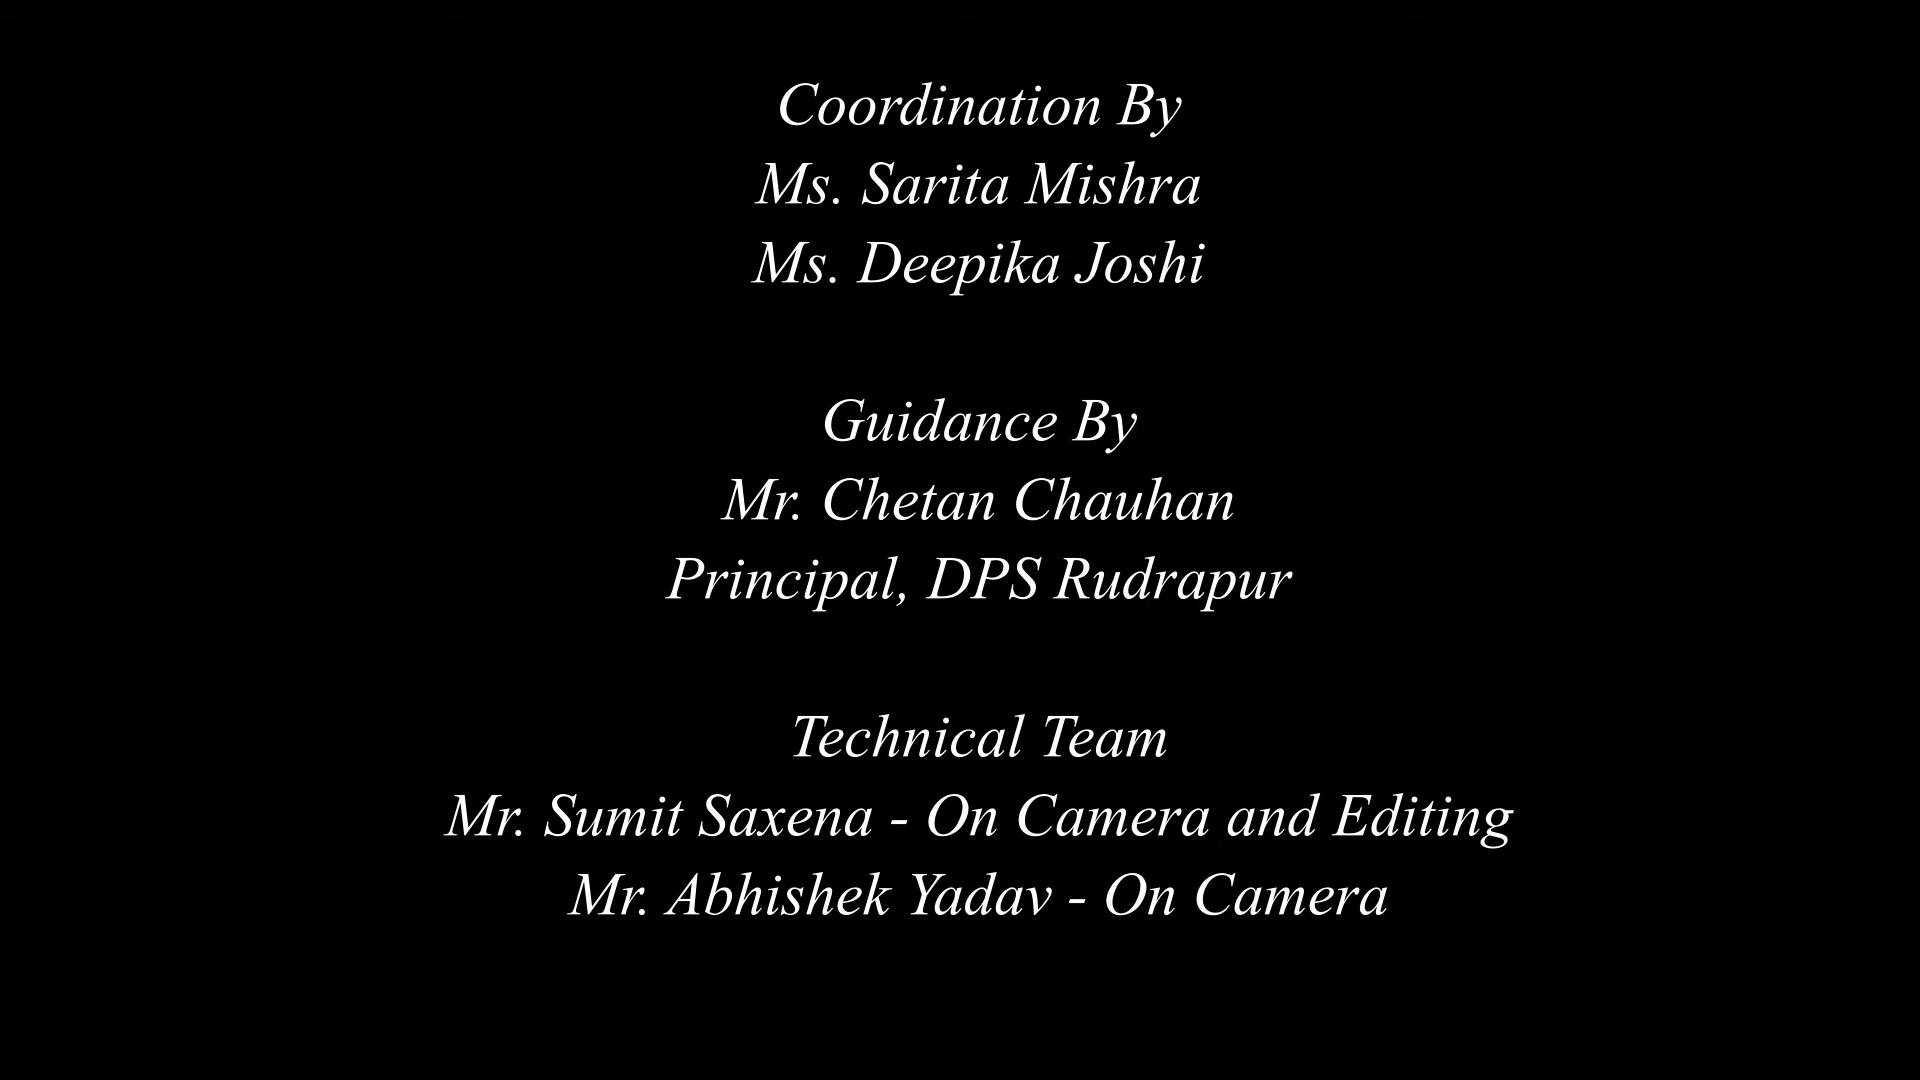 Coordination By
Ms. Sarita Mishra
Ms. Deepika Joshi
Guidance By
Mr. Chetan Chauhan
Principal, DPS Rudrapur
Technical Team
Mr. Sumit Saxena - On Camera and Editing
Mr. Abhishek Yadav - On Camera